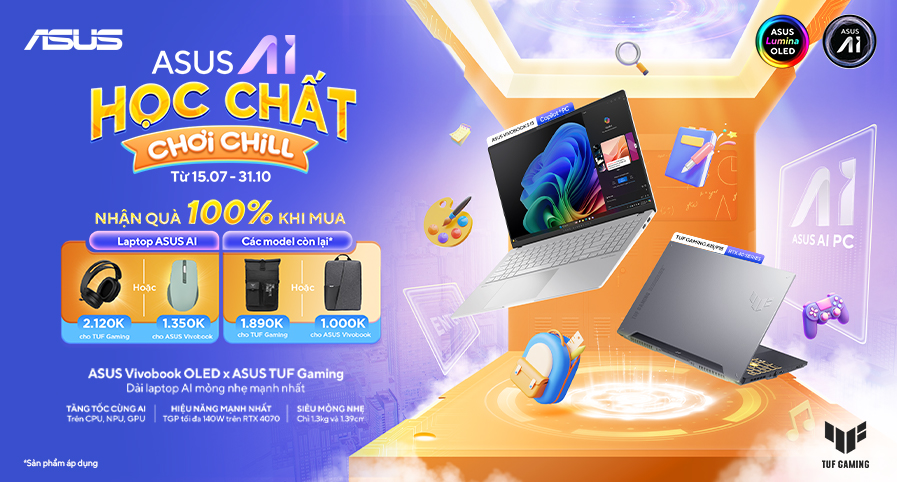 ASUS
ASUS AI
HỌC CHẤT
CHƠI CHILL
Từ 15.07 - 31.10
NHẬN QUÀ 100% KHI MUA
Laptop ASUS AI
Các model còn lại*
Hoặc
Hoặc
2.120K
cho TUF Gaming
1.350K
cho ASUS Vivobook
1.890K
cho TUF Gaming
1.000K
cho ASUS Vivobook
ASUS Vivobook OLED x ASUS TUF Gaming
Dải laptop AI mỏng nhẹ mạnh nhất
TĂNG TỐC CÙNG AI
Trên CPU, NPU, GPU
HIỆU NĂNG MẠNH NHẤT
TGP tối đa 140W trên RTX 4070
SIÊU MỎNG NHẸ
Chỉ 1.3kg và 1.39cm
*Sản phẩm áp dụng
ASUS
Lumina
OLED
ASUS
AI
ASUS VIVOBOOK S 15
Copilot+ PC
TUF GAMING
AI
ASUS AI PC
TUF GAMING